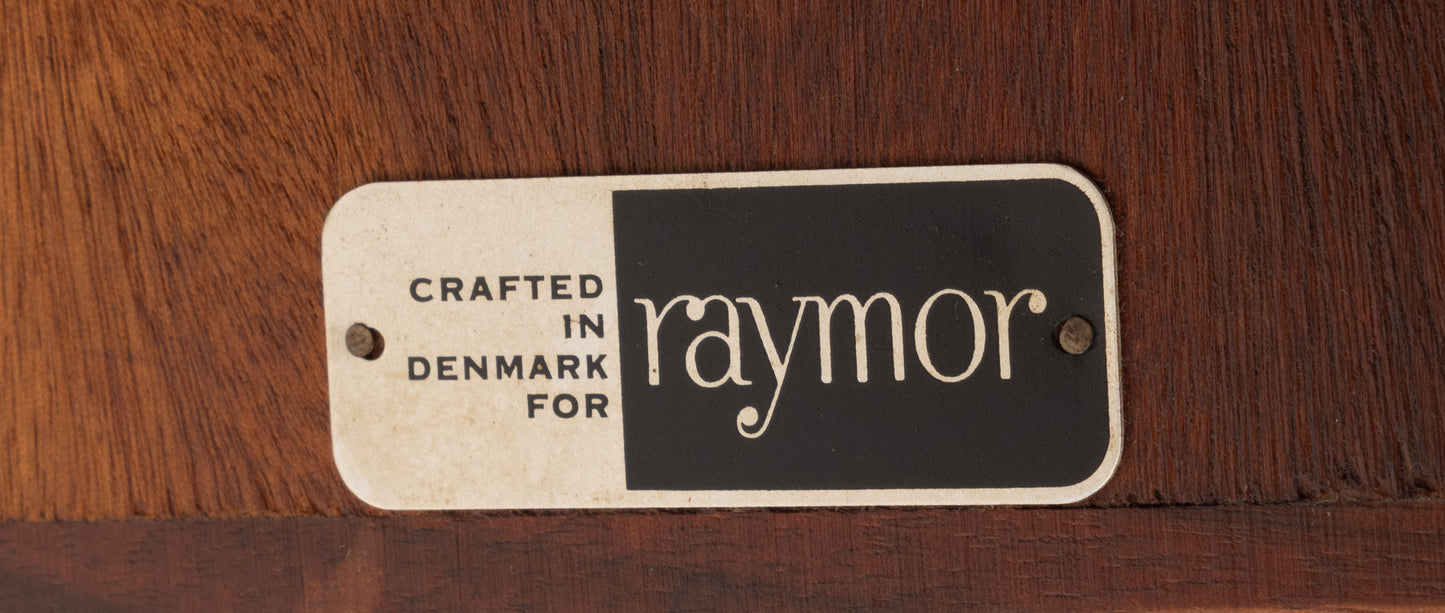 CRAFTED
IN
DENMARK
FOR
raymor